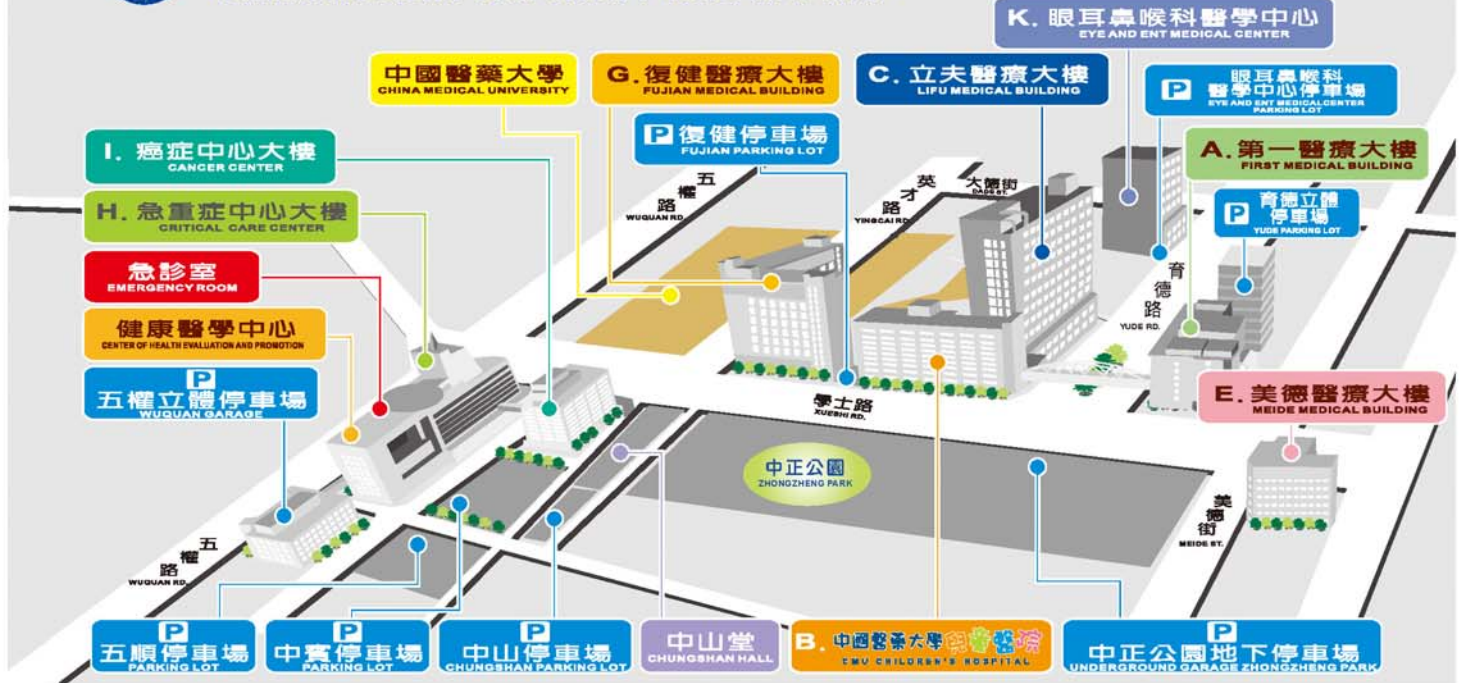 K. 眼耳鼻喉科醫學中心
EYE AND ENT MEDICAL CENTER
中國醫藥大學
CHINA MEDICAL UNIVERSITY
G. 復健醫療大樓
FUJIAN MEDICAL BUILDING
C. 立夫醫療大樓
LIFU MEDICAL BUILDING
P 眼耳鼻喉科
醫學中心停車場
EYE AND ENT MEDICALCENTER
PARKING LOT
P 復健停車場
FUJIAN PARKING LOT
I. 癌症中心大樓
CANCER CENTER
A. 第一醫療大樓
FIRST MEDICAL BUILDING
H. 急重症中心大樓
CRITICAL CARE CENTER
五權路
WUQUAN RD.
英才路
YINGCAI RD.
大德街
DADE ST.
P 育德立體
停車場
YUDE PARKING LOT
急診室
EMERGENCY ROOM
育德路
YUDE RD.
健康醫學中心
CENTER OF HEALTH EVALUATION AND PROMOTION
P
五權立體停車場
WUQUAN GARAGE
學士路
XUESHI RD.
E. 美德醫療大樓
MEIDE MEDICAL BUILDING
中正公園
ZHONGZHENG PARK
美德街
MEIDE ST.
五權路
WUQUAN RD.
P
五順停車場
PARKING LOT
P
中賓停車場
PARKING LOT
P
中山停車場
CHUNGSHAN PARKING LOT
中山堂
CHUNGSHAN HALL
B. 中國醫藥大學兒童醫院
CMU CHILDREN'S HOSPITAL
P
中正公園地下停車場
UNDERGROUND GARAGE ZHONGZHENG PARK